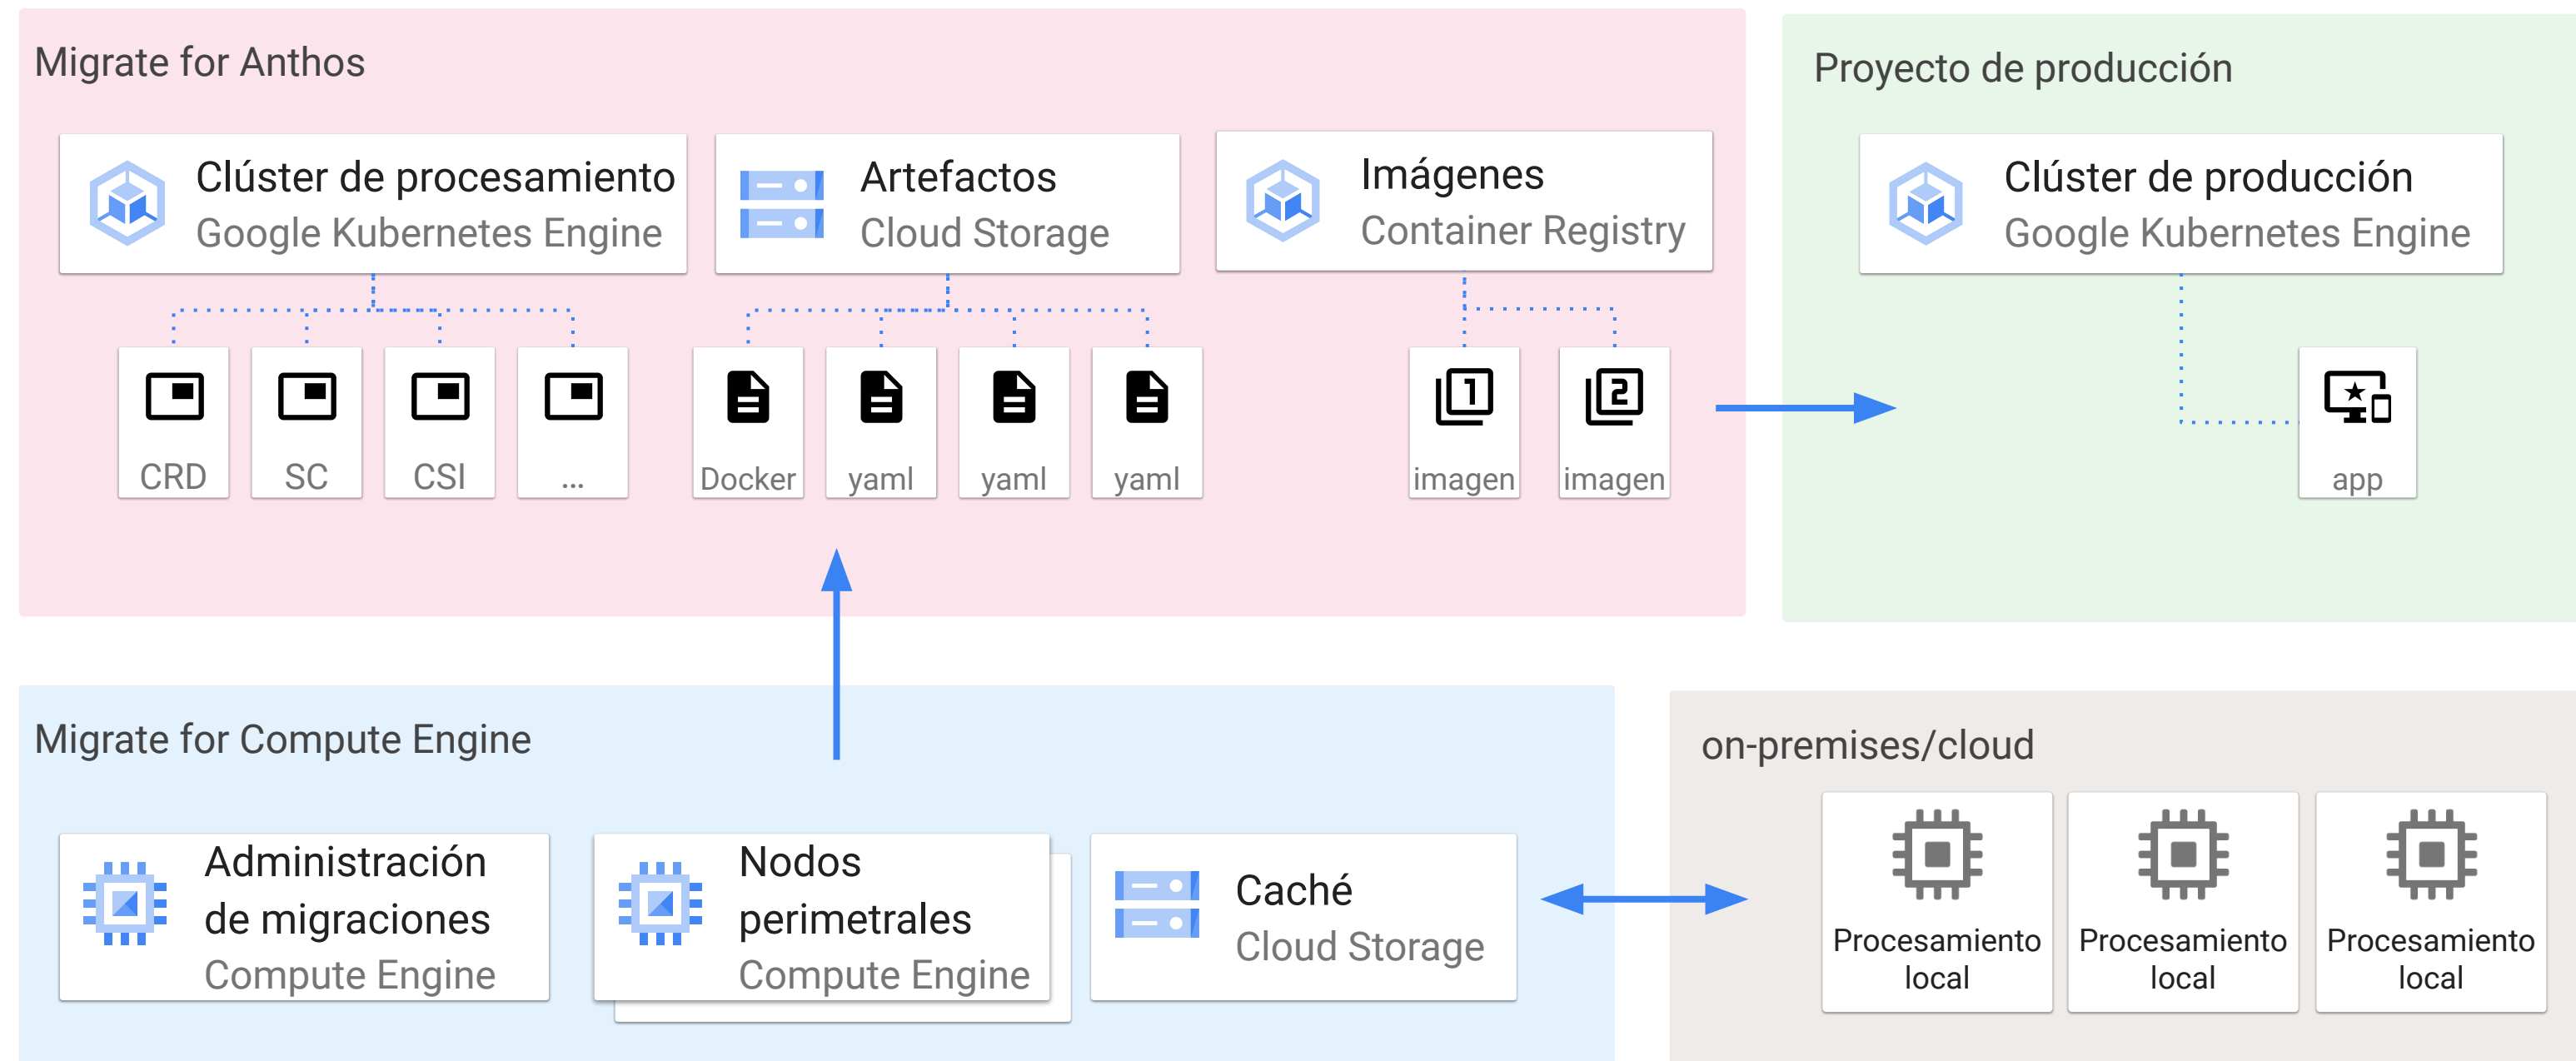 Migrate for Anthos
Clúster de procesamiento
Google Kubernetes Engine
Artefactos
Cloud Storage
Imágenes
Container Registry
CRD
SC
CSI
...
Docker
yaml
yaml
yaml
imagen
imagen
Proyecto de producción
Clúster de producción
Google Kubernetes Engine
app
Migrate for Compute Engine
Administración
de migraciones
Compute Engine
Nodos
perimetrales
Compute Engine
Caché
Cloud Storage
on-premises/cloud
Procesamiento
local
Procesamiento
local
Procesamiento
local